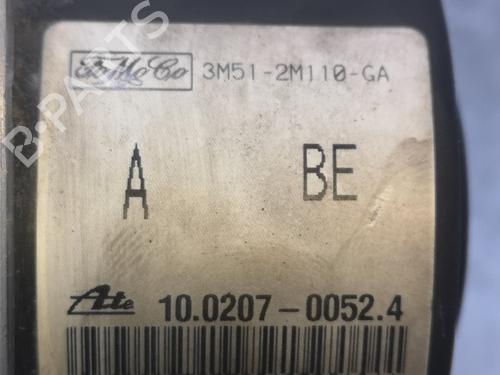 FoMoCo 3M51-2M110-GA
A BE
Ate 10.0207-0052.4
B-PARTS